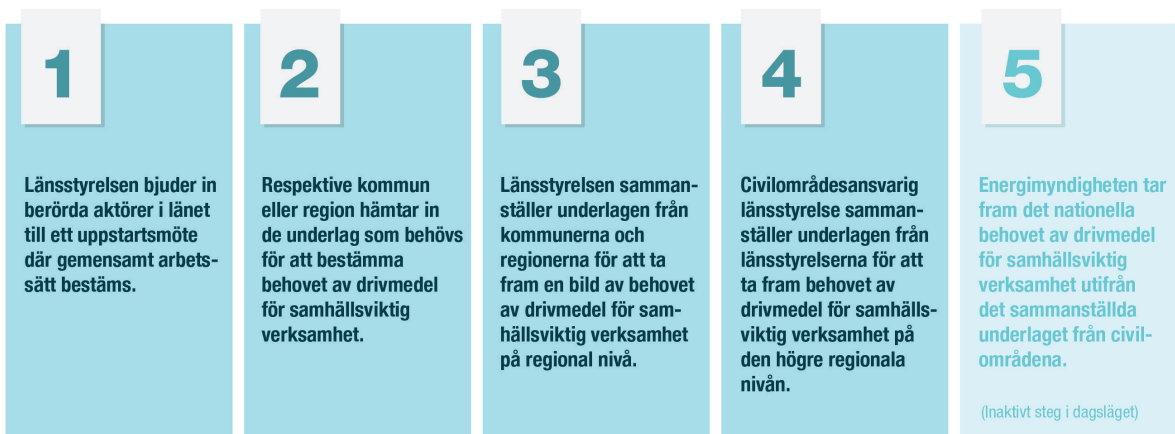 1
Länsstyrelsen bjuder in
berörda aktörer i länet
till ett uppstartsmöte
där gemensamt arbets-
sätt bestäms.
2
Respektive kommun
eller region hämtar in
de underlag som behövs
för att bestämma
behovet av drivmedel
för samhällsviktig
verksamhet.
3
Länsstyrelsen samman-
ställer underlagen från
kommunerna och
regionerna för att ta
fram en bild av behovet
av drivmedel för sam-
hällsviktig verksamhet
på regional nivå.
4
Civilområdesansvarig
länsstyrelse samman-
ställer underlagen från
länsstyrelserna för att
ta fram behovet av
drivmedel för samhälls-
viktig verksamhet på
den högre regionala
nivån.
5
Energimyndigheten tar
fram det nationella
behovet av drivmedel
för samhällsviktig
verksamhet utifrån
det sammanställda
underlaget från civil-
områdena.
(Inaktivt steg i dagsläget)